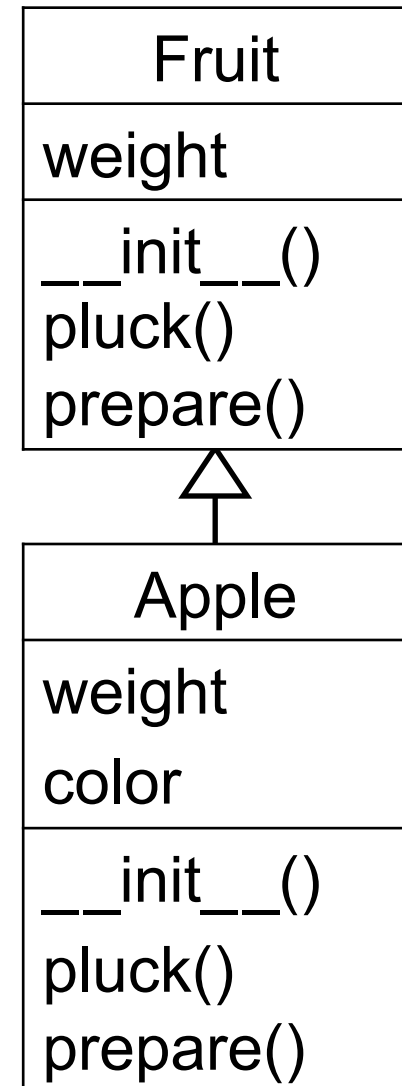 Fruit
weight
__init__()
pluck()
prepare()
Apple
weight
color
__init__()
pluck()
prepare()